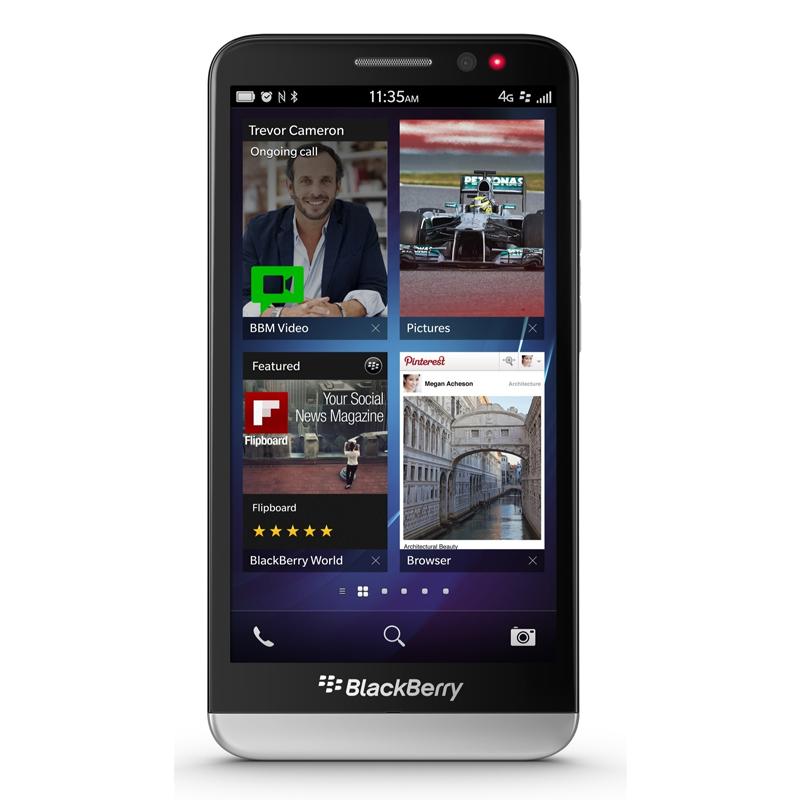 11:35AM
4G
Trevor Cameron
Ongoing call
BBM Video
PETRONAS
Pictures
Featured
Your Social
News Magazine
Flipboard
Flipboard
BlackBerry World
Pinterest
Megan Acheson
Architecture
Architectural Beauty
Browser
BlackBerry